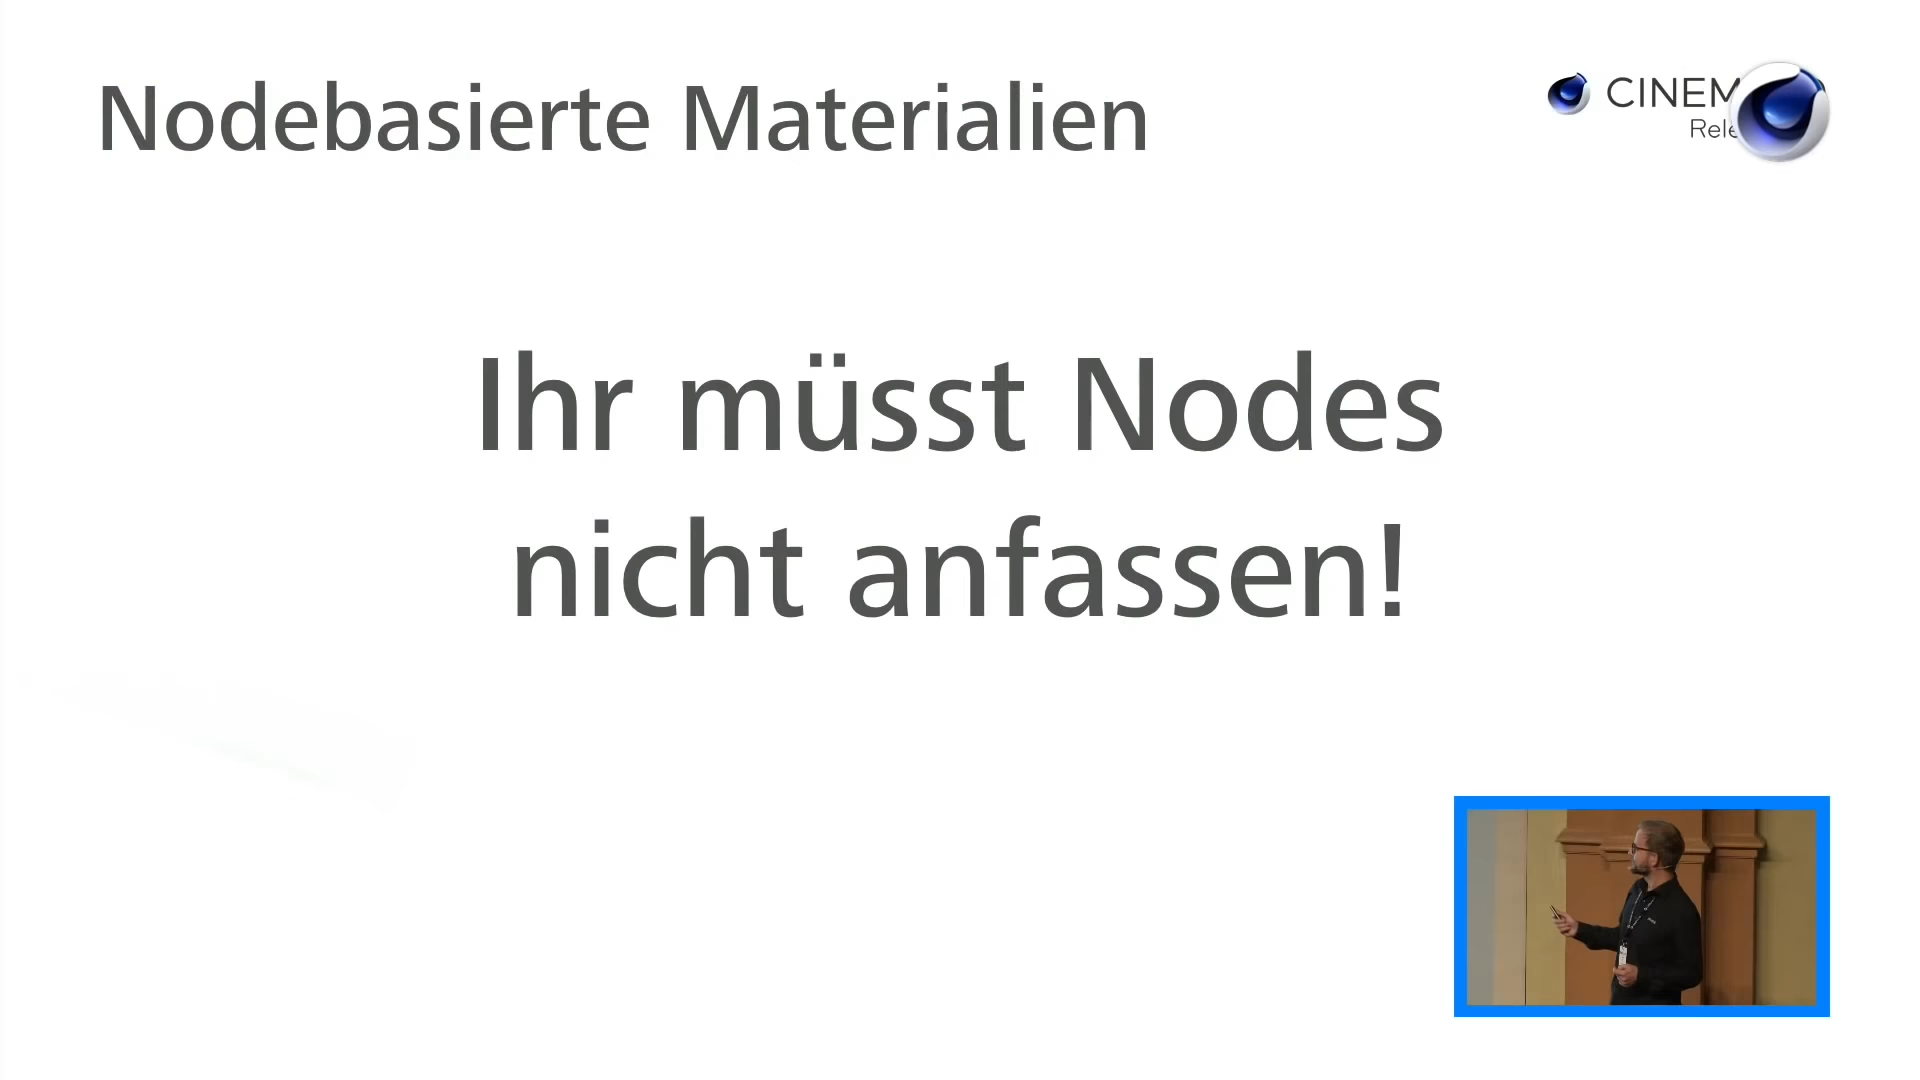 Nodebasierte Materialien
CINEM
Rele
Ihr müsst Nodes
nicht anfassen!